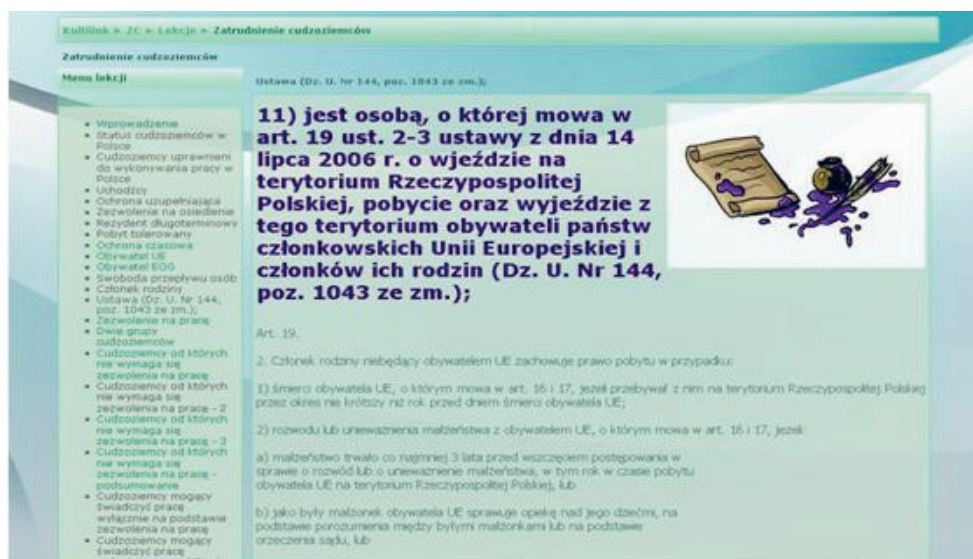 Kultilink ► ZC ► Lekcje ► Zatrudnienie cudzoziemców
Zatrudnienie cudzoziemców
Menu lekcji
Wprowadzenie
Status cudzoziemców w
Polsce
Cudzoziemcy uprawnieni
do wykonywania pracy w
Polsce
Uchodźcy
Ochrona uzupełniająca
Zezwolenie na osiedlenie
Rezydent długoterminowy
Pobyt tolerowany
Ochrona czasowa
Obywatel UE
Obywatel EOG
Swoboda przepływu osób
Członek rodziny
Ustawa (Dz. U. Nr 144,
poz. 1043 ze zm.);
Zezwolenie na pracę
Dwie grupy
cudzoziemców
Cudzoziemcy od których
nie wymaga się
zezwolenia na pracę
Cudzoziemcy od których
nie wymaga się
zezwolenia na pracę - 2
Cudzoziemcy od których
nie wymaga się
zezwolenia na pracę - 3
Cudzoziemcy od których
nie wymaga się
zezwolenia na pracę -
podsumowanie
Cudzoziemcy mogący
świadczyć pracę
wyłącznie na podstawie
zezwolenia na pracę
Cudzoziemcy mogący
świadczyć pracę
Ustawa (Dz. U. Nr 144, poz. 1043 ze zm.);
11) jest osobą, o której mowa w
art. 19 ust. 2-3 ustawy z dnia 14
lipca 2006 r. o wjeździe na
terytorium Rzeczypospolitej
Polskiej, pobycie oraz wyjeździe z
tego terytorium obywateli państw
członkowskich Unii Europejskiej i
członków ich rodzin (Dz. U. Nr 144,
poz. 1043 ze zm.);
Art. 19.
2. Członek rodziny niebędący obywatelem UE zachowuje prawo pobytu w przypadku:
1) śmierci obywatela UE, o którym mowa w art. 16 i 17, jeżeli przebywał z nim na terytorium Rzeczypospolitej Polskiej
przez okres nie krótszy niż rok przed dniem śmierci obywatela UE;
2) rozwodu lub unieważnienia małżeństwa z obywatelem UE, o którym mowa w art. 16 i 17, jeżeli:
a) małżeństwo trwało co najmniej 3 lata przed wszczęciem postępowania w
sprawie o rozwód lub o unieważnienie małżeństwa, w tym rok w czasie pobytu
obywatela UE na terytorium Rzeczypospolitej Polskiej, lub
b) jako były małżonek obywatela UE sprawuje opiekę nad jego dziećmi, na
podstawie porozumienia między byłymi małżonkami lub na podstawie
orzeczenia sądu, lub